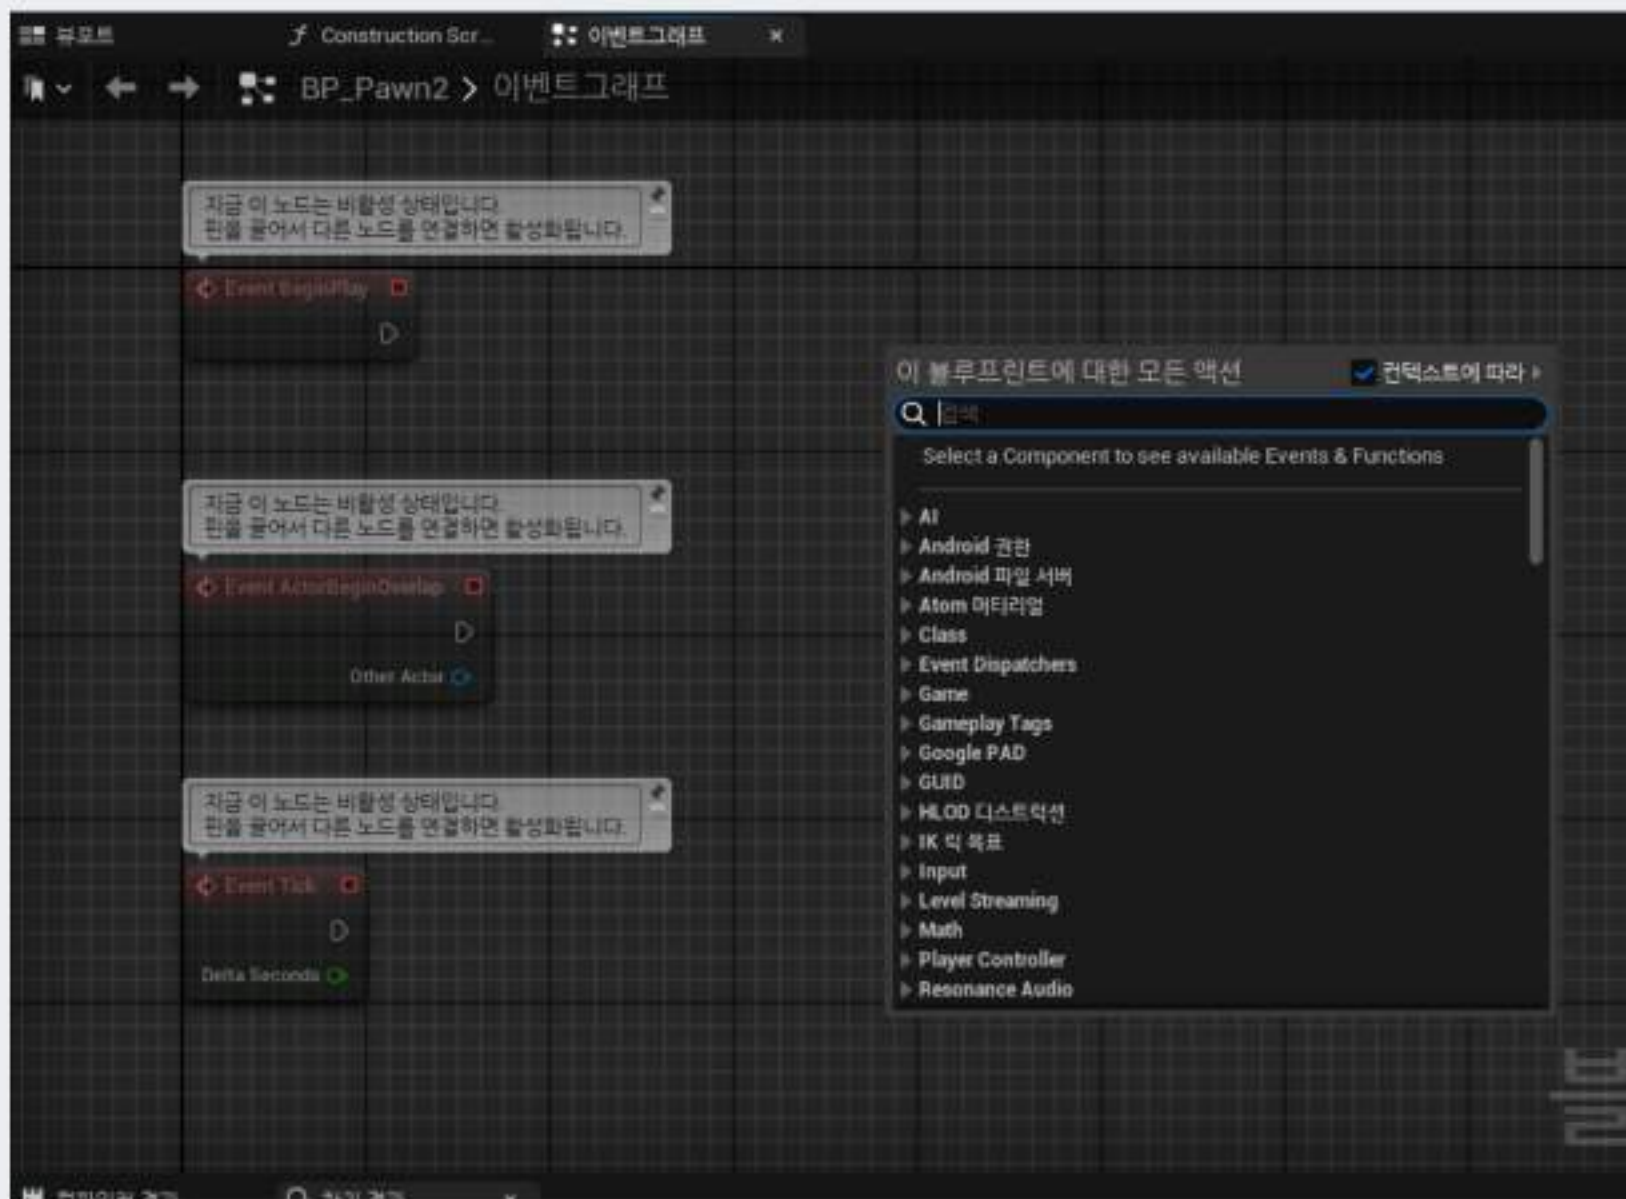 뷰포트
Construction Scr...
이벤트그래프
BP_Pawn2 > 이벤트그래프
지금 이 노드는 비활성 상태입니다.
핀을 끌어서 다른 노드를 연결하면 활성화됩니다.
Event BeginPlay
이 블루프린트에 대한 모든 액션
컨텍스트에 따라
검색
Select a Component to see available Events & Functions
지금 이 노드는 비활성 상태입니다.
핀을 끌어서 다른 노드를 연결하면 활성화됩니다.
Event ActorBeginOverlap
Other Actor
AI
Android 권한
Android 파일 서버
Atom 머티리얼
Class
Event Dispatchers
Game
Gameplay Tags
Google PAD
GUID
HLOD 디스트럭션
IK 릭 목표
Input
Level Streaming
Math
Player Controller
Resonance Audio
지금 이 노드는 비활성 상태입니다.
핀을 끌어서 다른 노드를 연결하면 활성화됩니다.
Event Tick
Delta Seconds
컴파일러 결과
찾기 결과